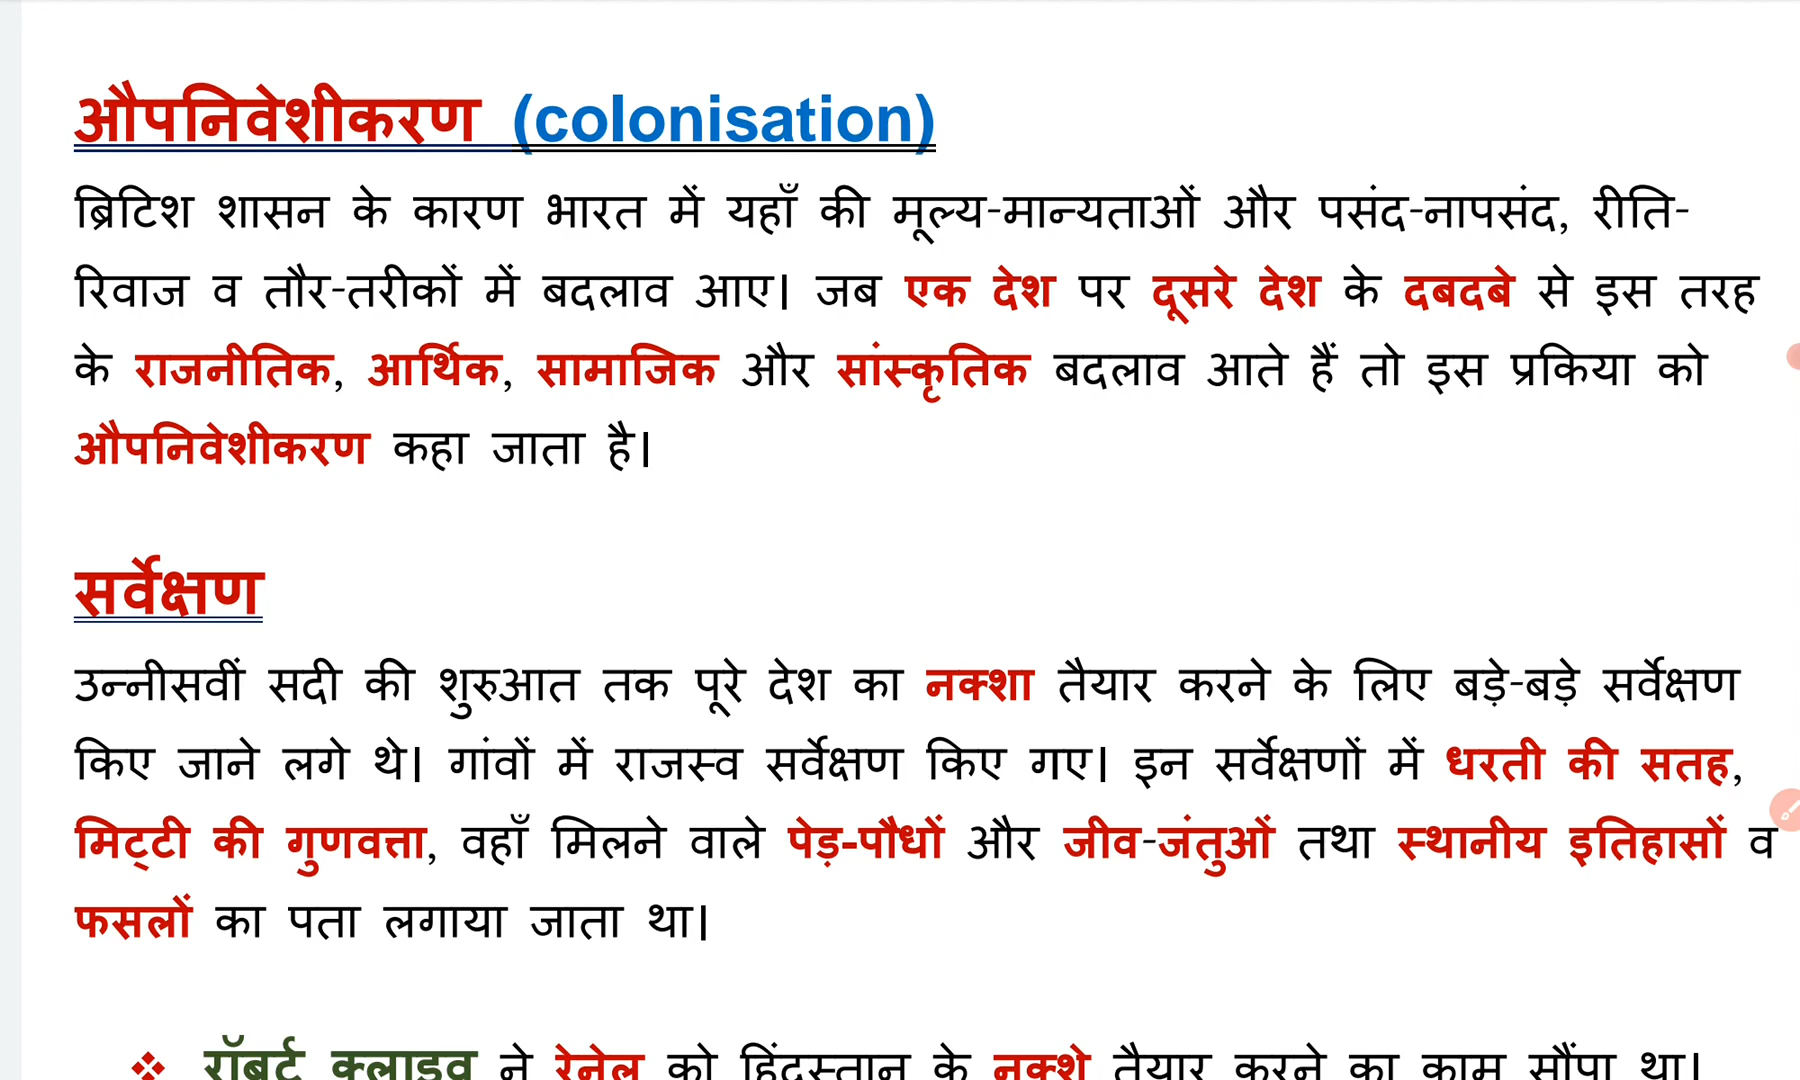 औपनिवेशीकरण (colonisation)
ब्रिटिश शासन के कारण भारत में यहाँ की मूल्य-मान्यताओं और पसंद-नापसंद, रीति-
रिवाज व तौर-तरीकों में बदलाव आए। जब एक देश पर दूसरे देश के दबदबे से इस तरह
के राजनीतिक, आर्थिक, सामाजिक और सांस्कृतिक बदलाव आते हैं तो इस प्रकिया को
औपनिवेशीकरण कहा जाता है।
सर्वेक्षण
उन्नीसवीं सदी की शुरुआत तक पूरे देश का नक्शा तैयार करने के लिए बड़े-बड़े सर्वेक्षण
किए जाने लगे थे। गांवों में राजस्व सर्वेक्षण किए गए। इन सर्वेक्षणों में धरती की सतह,
मिट्टी की गुणवत्ता, वहाँ मिलने वाले पेड़-पौधों और जीव-जंतुओं तथा स्थानीय इतिहासों व
फसलों का पता लगाया जाता था।
❖ रॉबर्ट क्लाइव ने रेनेल को हिंदुस्तान के नक्शे तैयार करने का काम सौंपा था।